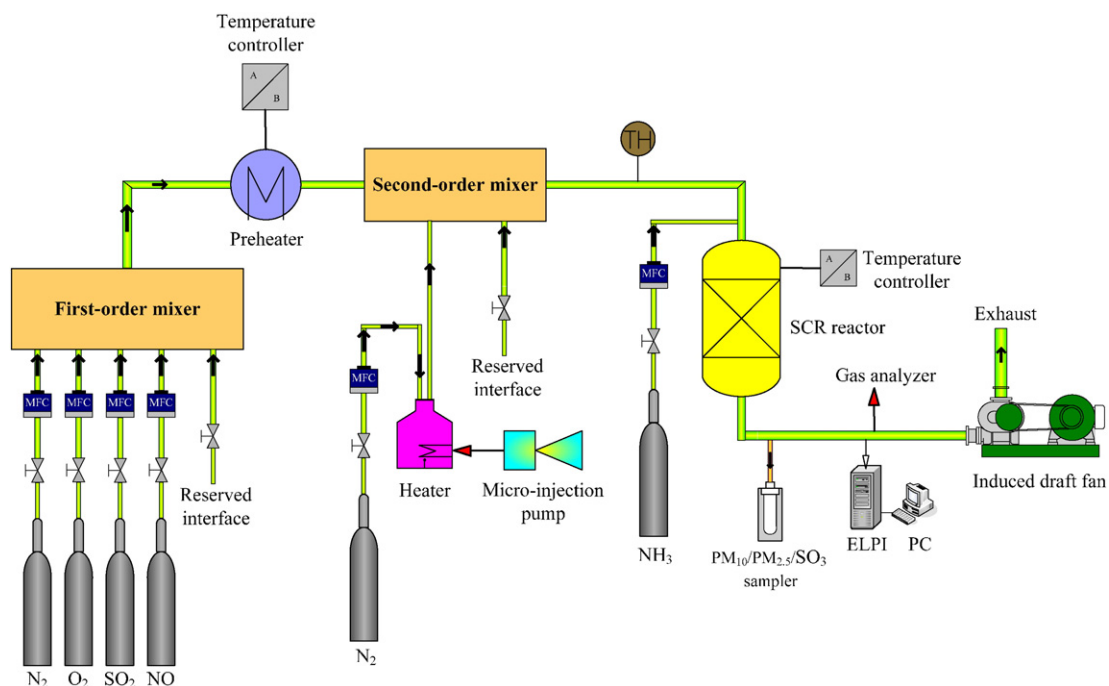 Temperature
controller
A
B
TH
Second-order mixer
Preheater
First-order mixer
MFC
Temperature
controller
A
B
SCR reactor
Exhaust
Reserved
interface
MFC
Gas analyzer
MFC
MFC
MFC
MFC
Reserved
interface
Heater
Micro-injection
pump
Induced draft fan
NH₃
PM₁₀/PM₂.₅/SO₃
sampler
ELPI
PC
N₂
N₂
O₂
SO₂
NO